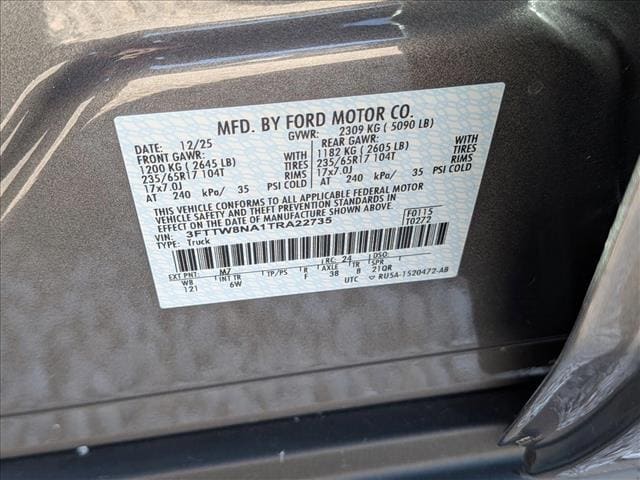 MFD. BY FORD MOTOR CO.
DATE: 12/25 GVWR: 2309 KG ( 5090 LB)
FRONT GAWR: WITH REAR GAWR: WITH
1200 KG ( 2645 LB) TIRES 1182 KG ( 2605 LB) TIRES
235/65R17 104T RIMS 235/65R17 104T RIMS
17x7.0J 17x7.0J
AT 240 kPa/ 35 PSI COLD AT 240 kPa/ 35 PSI COLD
THIS VEHICLE CONFORMS TO ALL APPLICABLE FEDERAL MOTOR
VEHICLE SAFETY AND THEFT PREVENTION STANDARDS IN
EFFECT ON THE DATE OF MANUFACTURE SHOWN ABOVE. F0115
VIN: 3FTTW8NA1TRA22735 T0272
TYPE: Truck
EXT PNT: M7 RC: 24 DSO:
WB INT TR TP/PS R AXLE TR SPR
121 6W F 38 8 21QR
UTC RU5A-1520472-AB